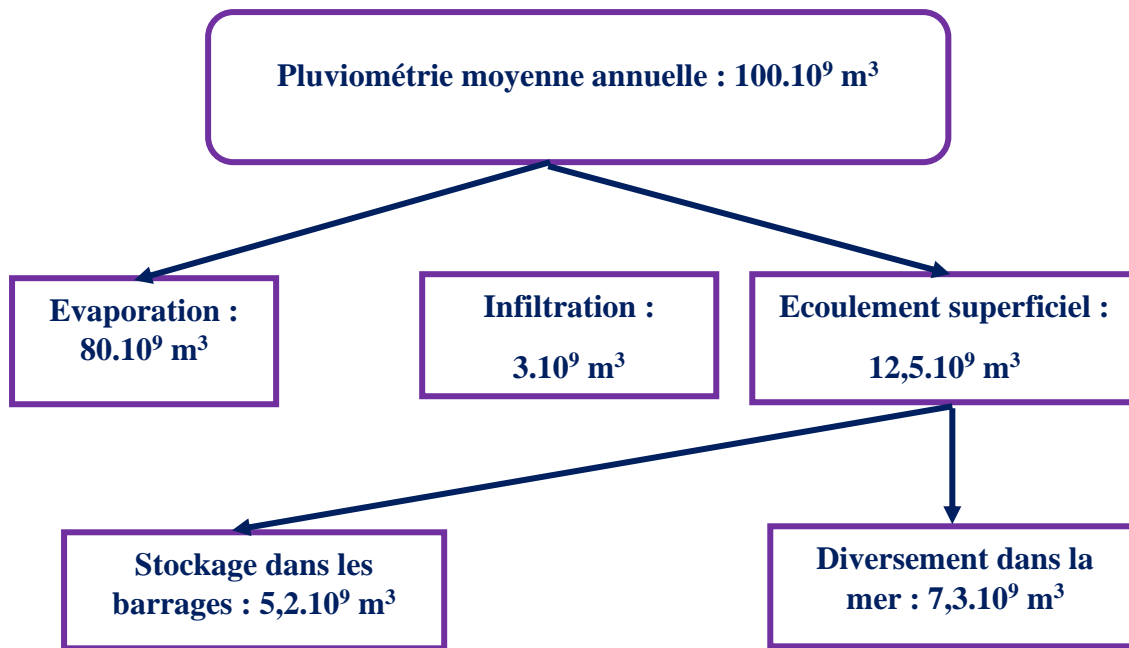 Pluviométrie moyenne annuelle : 100.10⁹ m³
Evaporation :
80.10⁹ m³
Infiltration :
3.10⁹ m³
Ecoulement superficiel :
12,5.10⁹ m³
Stockage dans les
barrages : 5,2.10⁹ m³
Diversement dans la
mer : 7,3.10⁹ m³